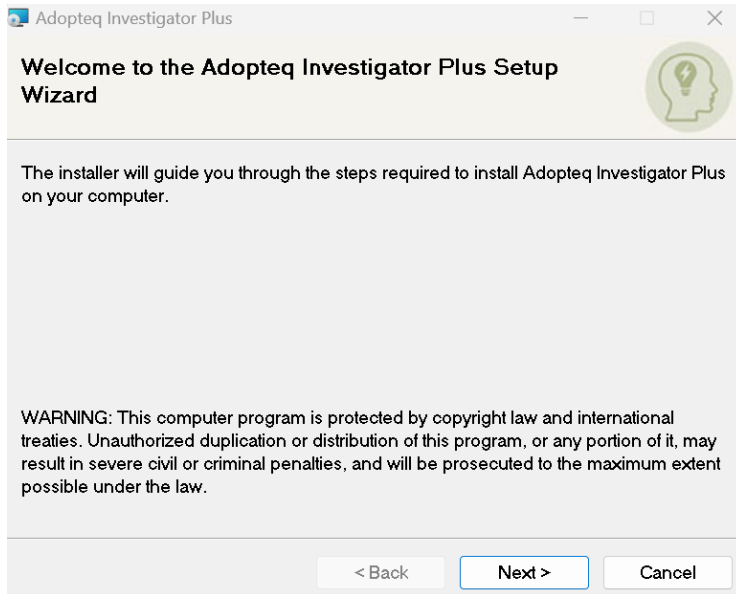 Adopteq Investigator Plus
Welcome to the Adopteq Investigator Plus Setup
Wizard
The installer will guide you through the steps required to install Adopteq Investigator Plus
on your computer.
WARNING: This computer program is protected by copyright law and international
treaties. Unauthorized duplication or distribution of this program, or any portion of it, may
result in severe civil or criminal penalties, and will be prosecuted to the maximum extent
possible under the law.
< Back
Next >
Cancel